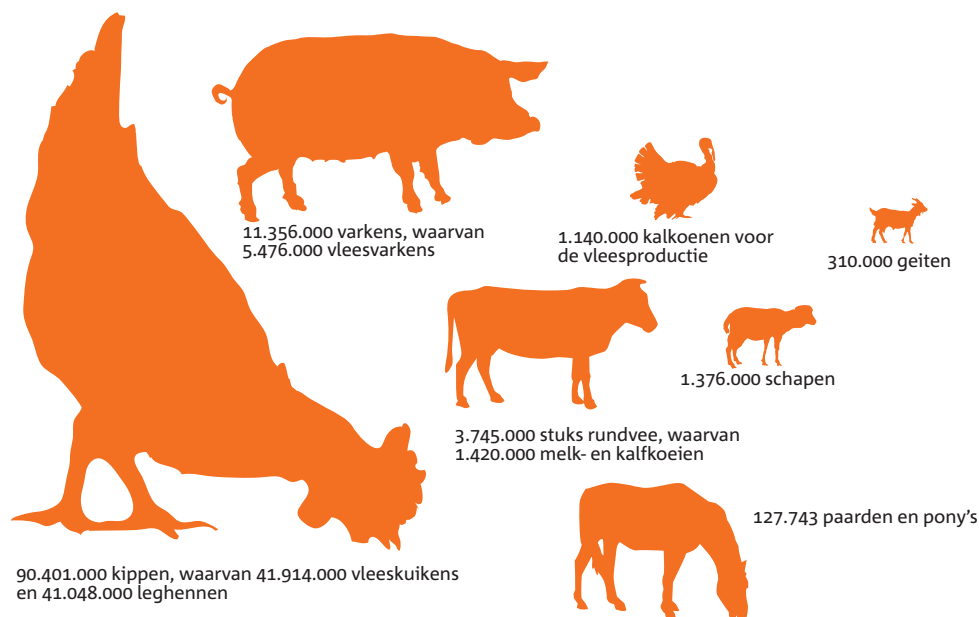 11.356.000 varkens, waarvan
5.476.000 vleesvarkens
1.140.000 kalkoenen voor
de vleesproductie
310.000 geiten
1.376.000 schapen
3.745.000 stuks rundvee, waarvan
1.420.000 melk- en kalfkoeien
127.743 paarden en pony's
90.401.000 kippen, waarvan 41.914.000 vleeskuikens
en 41.048.000 leghennen